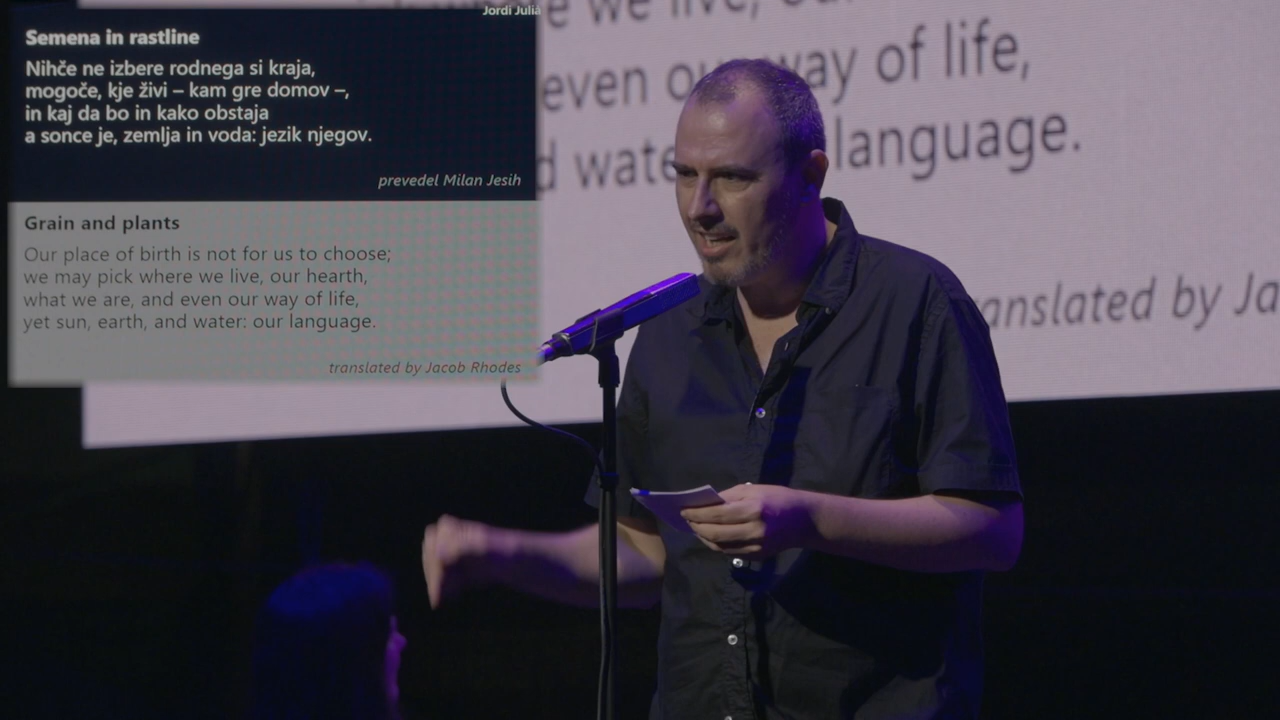 Jordi Julià
Semena in rastline
Nihče ne izbere rodnega si kraja,
mogoče, kje živi – kam gre domov –,
in kaj da bo in kako obstaja
a sonce je, zemlja in voda: jezik njegov.
prevedel Milan Jesih
Grain and plants
Our place of birth is not for us to choose;
we may pick where we live, our hearth,
what we are, and even our way of life,
yet sun, earth, and water: our language.
translated by Jacob Rhodes
we live,
even our way of life,
language.
translated by